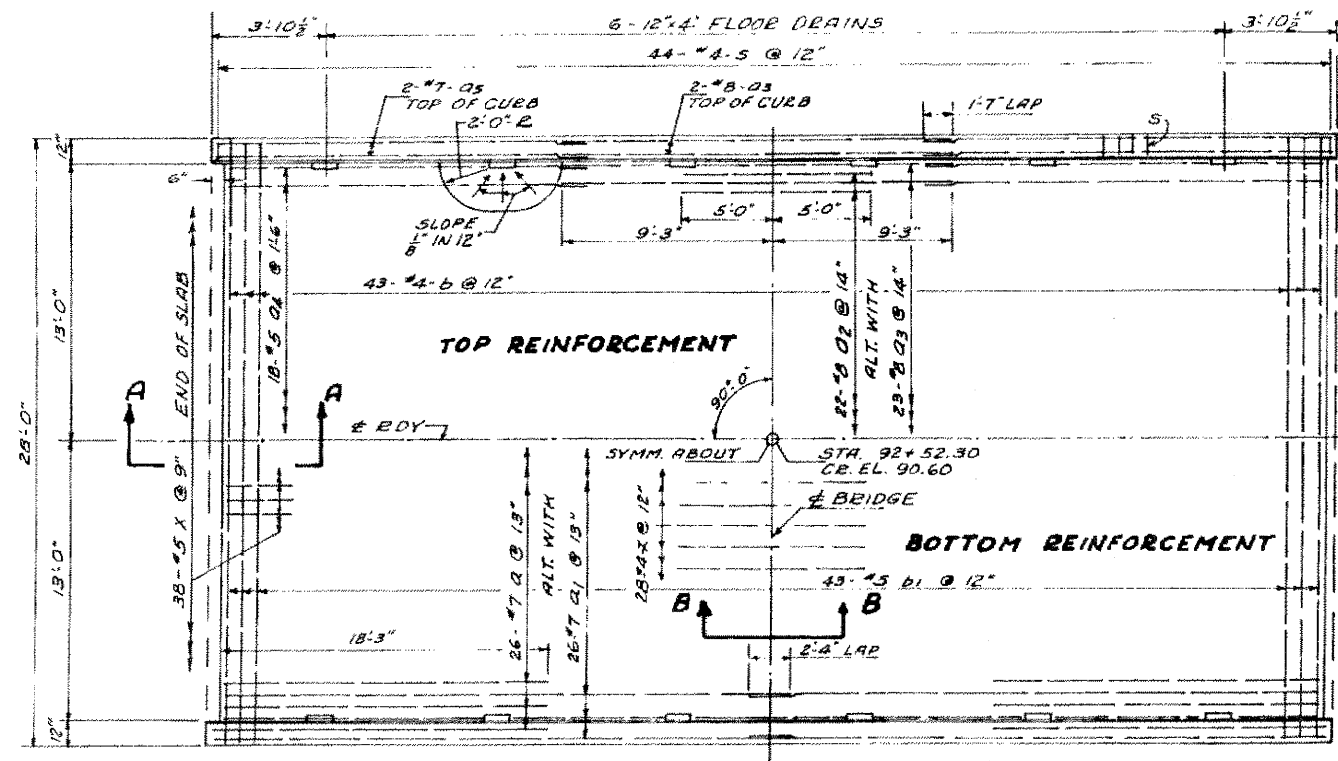 3'-10½" 6-12"x4" FLOOR DRAINS 3'-10½"
44-#4-S @ 12"
2-#7-a5
TOP OF CURB
2'-0" R
2-#8-a3
TOP OF CURB
1'-7" LAP
S
12"
6"
SLOPE
⅛" IN 12"
5'-0" 5'-0"
9'-3" 9'-3"
43-#4-b @ 12"
TOP REINFORCEMENT
28'-0"
13'-0"
END OF SLAB
@ 1'-6"
22-#8 a2 @ 14"
ALT. WITH
23-#8 a3 @ 14"
A A
90°-0'
℄ RDY
SYMM. ABOUT
STA. 92+52.30
CR. EL. 90.60
℄ BRIDGE
BOTTOM REINFORCEMENT
13'-0"
38-#5 X @ 9"
26-#7 a @ 13"
ALT. WITH
26-#7 a1 @ 13"
@ 12"
43-#5 b1 @ 12"
B B
18'-3"
2'-4" LAP
12"